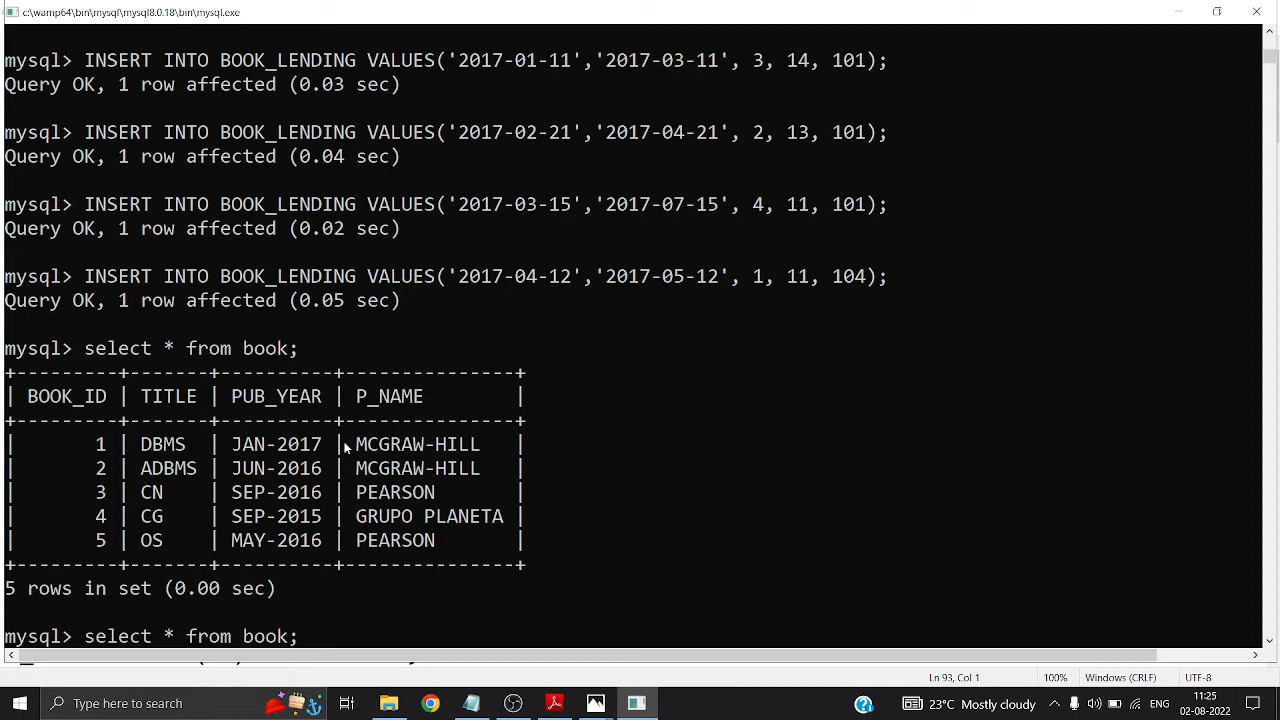 c:\wamp64\bin\mysql\mysql8.0.18\bin\mysql.exe
mysql> INSERT INTO BOOK_LENDING VALUES('2017-01-11','2017-03-11', 3, 14, 101);
Query OK, 1 row affected (0.03 sec)
mysql> INSERT INTO BOOK_LENDING VALUES('2017-02-21','2017-04-21', 2, 13, 101);
Query OK, 1 row affected (0.04 sec)
mysql> INSERT INTO BOOK_LENDING VALUES('2017-03-15','2017-07-15', 4, 11, 101);
Query OK, 1 row affected (0.02 sec)
mysql> INSERT INTO BOOK_LENDING VALUES('2017-04-12','2017-05-12', 1, 11, 104);
Query OK, 1 row affected (0.05 sec)
mysql> select * from book;
+---------+-------+----------+---------------+
| BOOK_ID | TITLE | PUB_YEAR | P_NAME        |
+---------+-------+----------+---------------+
|       1 | DBMS  | JAN-2017 | MCGRAW-HILL   |
|       2 | ADBMS | JUN-2016 | MCGRAW-HILL   |
|       3 | CN    | SEP-2016 | PEARSON       |
|       4 | CG    | SEP-2015 | GRUPO PLANETA |
|       5 | OS    | MAY-2016 | PEARSON       |
+---------+-------+----------+---------------+
5 rows in set (0.00 sec)
mysql> select * from book;
Ln 93, Col 1 100% Windows (CRLF) UTF-8
Type here to search 23°C Mostly cloudy 11:25
02-08-2022